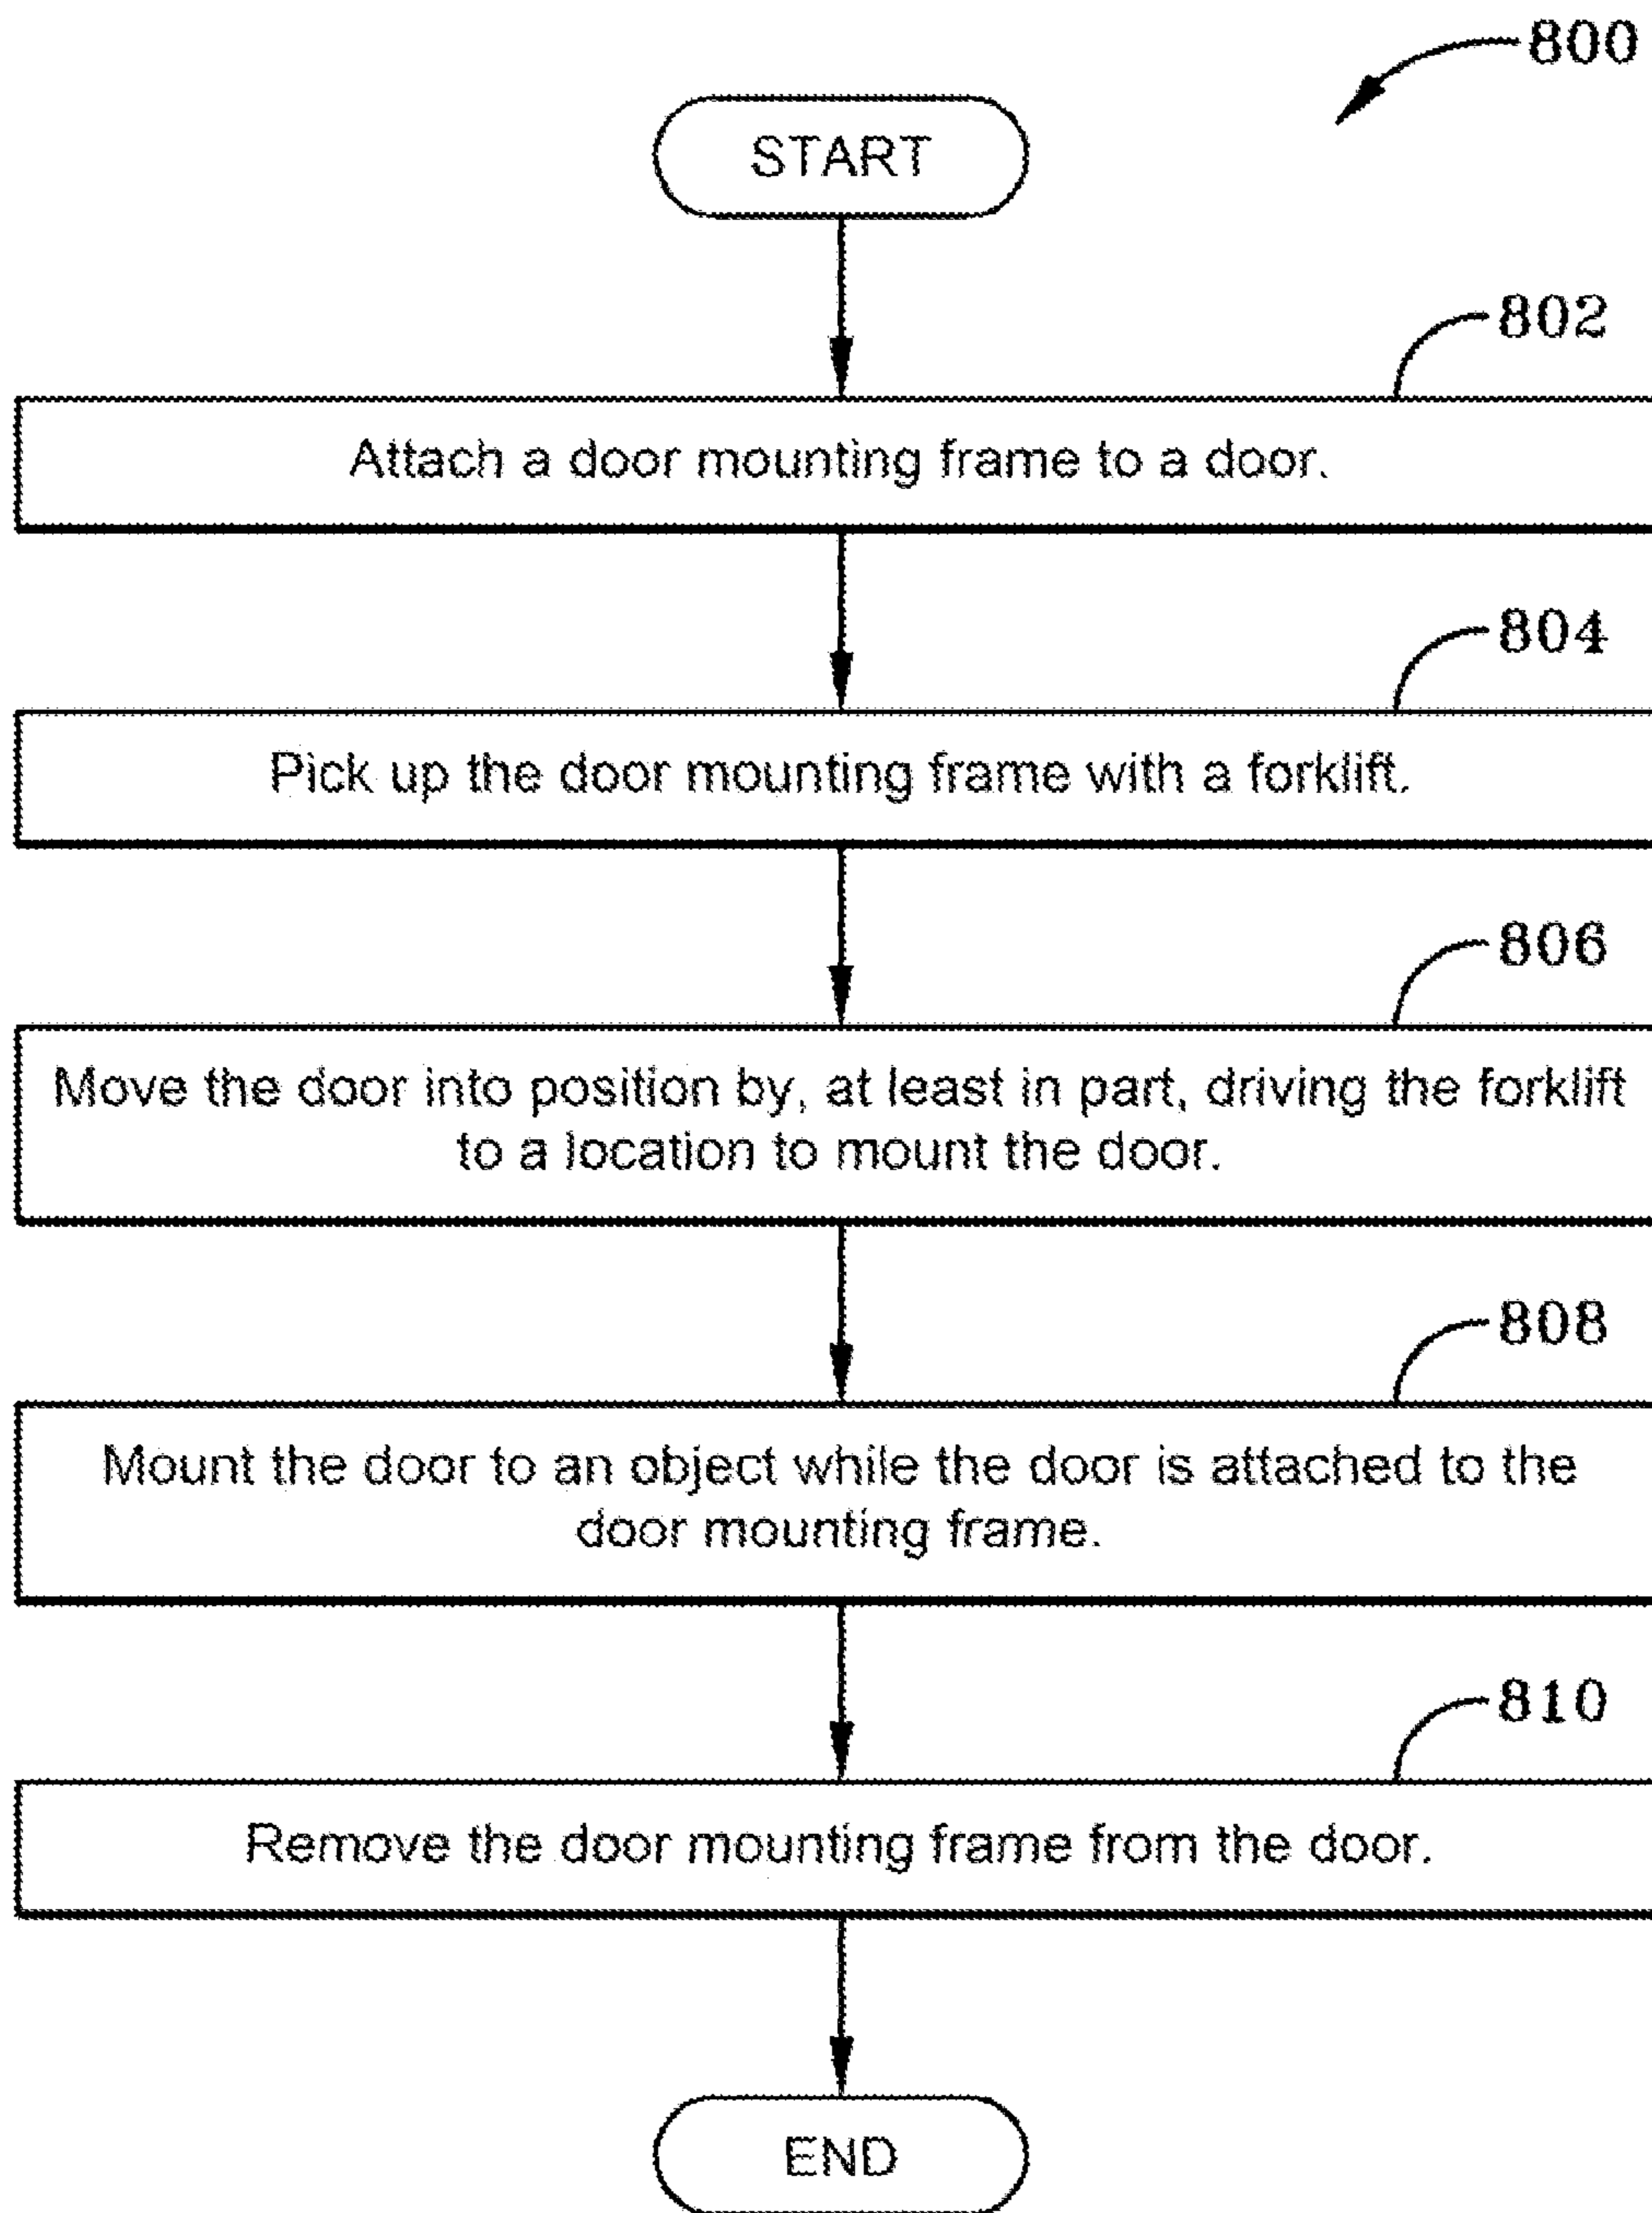 800
START
802
Attach a door mounting frame to a door.
804
Pick up the door mounting frame with a forklift.
806
Move the door into position by, at least in part, driving the forklift
to a location to mount the door.
808
Mount the door to an object while the door is attached to the
door mounting frame.
810
Remove the door mounting frame from the door.
END